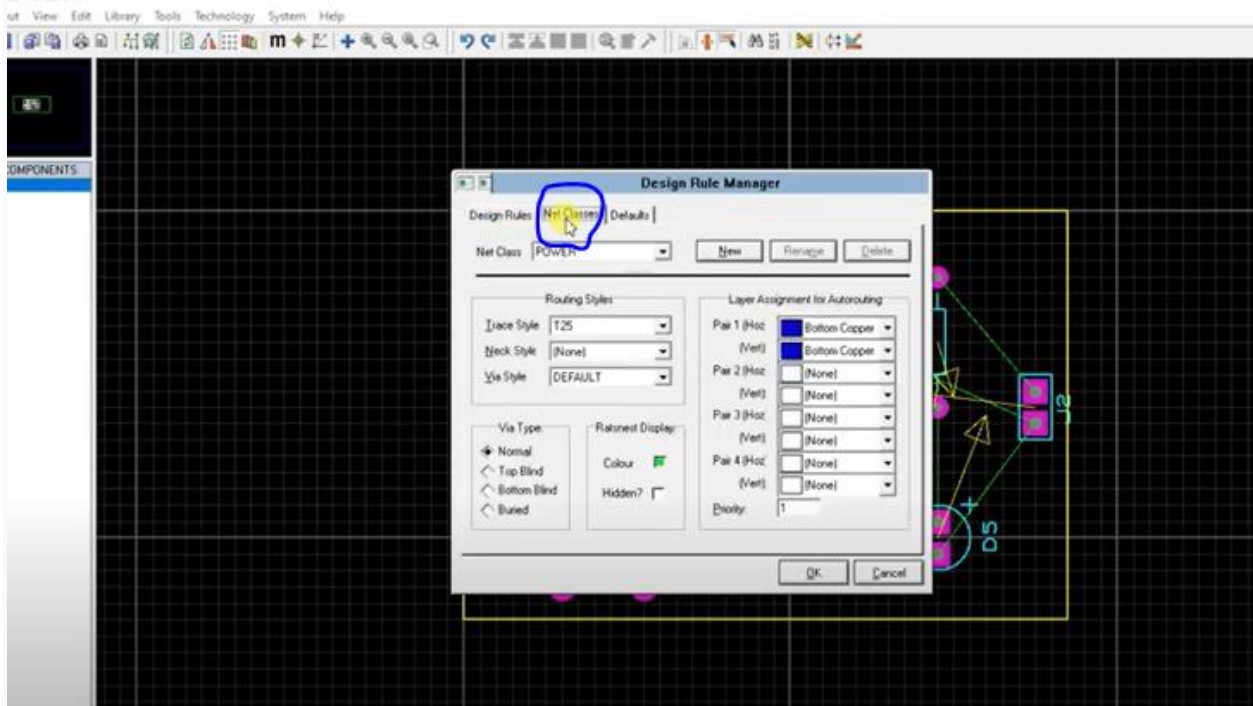 ut View Edit Library Tools Technology System Help
COMPONENTS
Design Rule Manager
Design Rules Net Classes Defaults
Net Class POWER New Rename Delete
Routing Styles
Trace Style T25
Neck Style (None)
Via Style DEFAULT
Via Type
Normal
Top Blind
Bottom Blind
Buried
Ratsnest Display
Colour
Hidden?
Layer Assignment for Autorouting
Pair 1 (Hoz Bottom Copper
(Vert) Bottom Copper
Pair 2 (Hoz (None)
(Vert) (None)
Pair 3 (Hoz (None)
(Vert) (None)
Pair 4 (Hoz (None)
(Vert) (None)
Priority: 1
OK Cancel
J2
D5